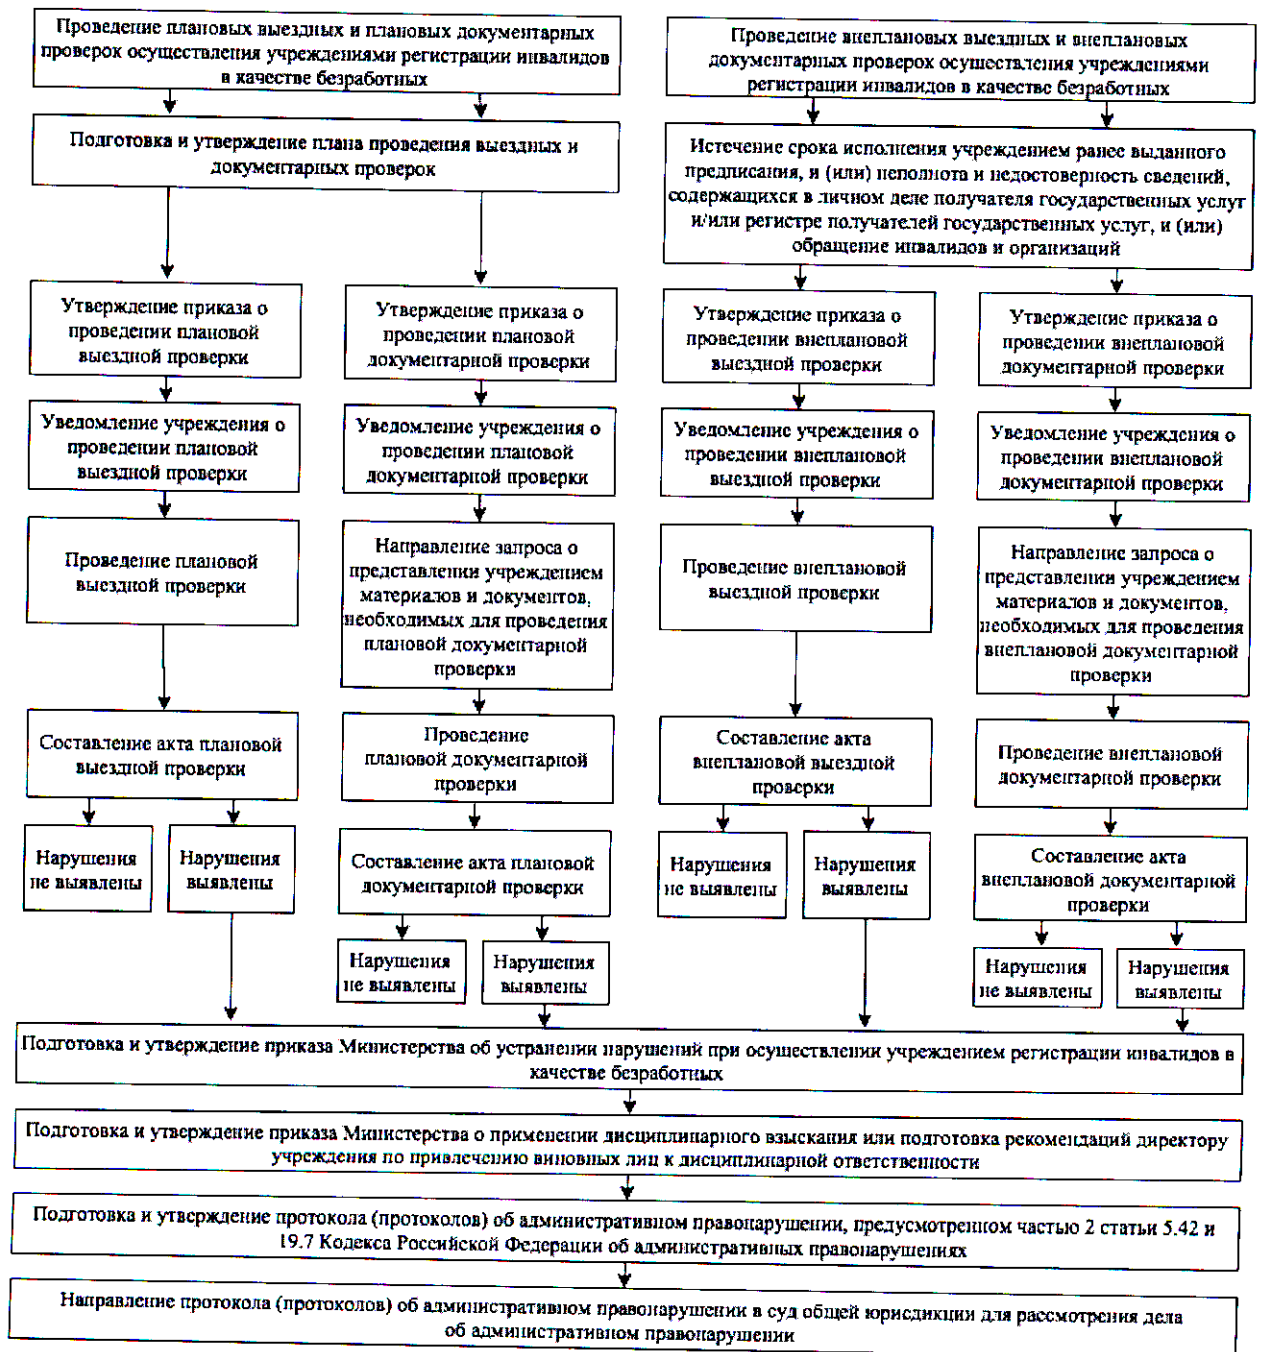 Проведение плановых выездных и плановых документарных
проверок осуществления учреждениями регистрации инвалидов
в качестве безработных
Проведение внеплановых выездных и внеплановых
документарных проверок осуществления учреждениями
регистрации инвалидов в качестве безработных
Подготовка и утверждение плана проведения выездных и
документарных проверок
Истечение срока исполнения учреждением ранее выданного
предписания, и (или) неполнота и недостоверность сведений,
содержащихся в личном деле получателя государственных услуг
и/или регистре получателей государственных услуг, и (или)
обращение инвалидов и организаций
Утверждение приказа о
проведении плановой
выездной проверки
Утверждение приказа о
проведении плановой
документарной проверки
Утверждение приказа о
проведении внеплановой
выездной проверки
Утверждение приказа о
проведении внеплановой
документарной проверки
Уведомление учреждения о
проведении плановой
выездной проверки
Уведомление учреждения о
проведении плановой
документарной проверки
Уведомление учреждения о
проведении внеплановой
выездной проверки
Уведомление учреждения о
проведении внеплановой
документарной проверки
Проведение плановой
выездной проверки
Направление запроса о
представлении учреждением
материалов и документов,
необходимых для проведения
плановой документарной
проверки
Проведение внеплановой
выездной проверки
Направление запроса о
представлении учреждением
материалов и документов,
необходимых для проведения
внеплановой документарной
проверки
Составление акта плановой
выездной проверки
Проведение
плановой документарной
проверки
Составление акта
внеплановой выездной
проверки
Проведение внеплановой
документарной проверки
Нарушения
не выявлены
Нарушения
выявлены
Составление акта плановой
документарной проверки
Нарушения
не выявлены
Нарушения
выявлены
Составление акта
внеплановой документарной
проверки
Нарушения
не выявлены
Нарушения
выявлены
Нарушения
не выявлены
Нарушения
выявлены
Подготовка и утверждение приказа Министерства об устранении нарушений при осуществлении учреждением регистрации инвалидов в
качестве безработных
Подготовка и утверждение приказа Министерства о применении дисциплинарного взыскания или подготовка рекомендаций директору
учреждения по привлечению виновных лиц к дисциплинарной ответственности
Подготовка и утверждение протокола (протоколов) об административном правонарушении, предусмотренном частью 2 статьи 5.42 и
19.7 Кодекса Российской Федерации об административных правонарушениях
Направление протокола (протоколов) об административном правонарушении в суд общей юрисдикции для рассмотрения дела
об административном правонарушении